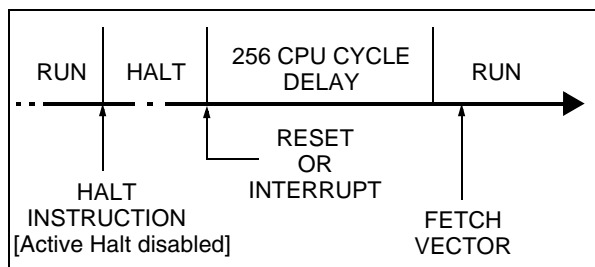 RUN
HALT
256 CPU CYCLE
DELAY
RUN
HALT
INSTRUCTION
[Active Halt disabled]
RESET
OR
INTERRUPT
FETCH
VECTOR